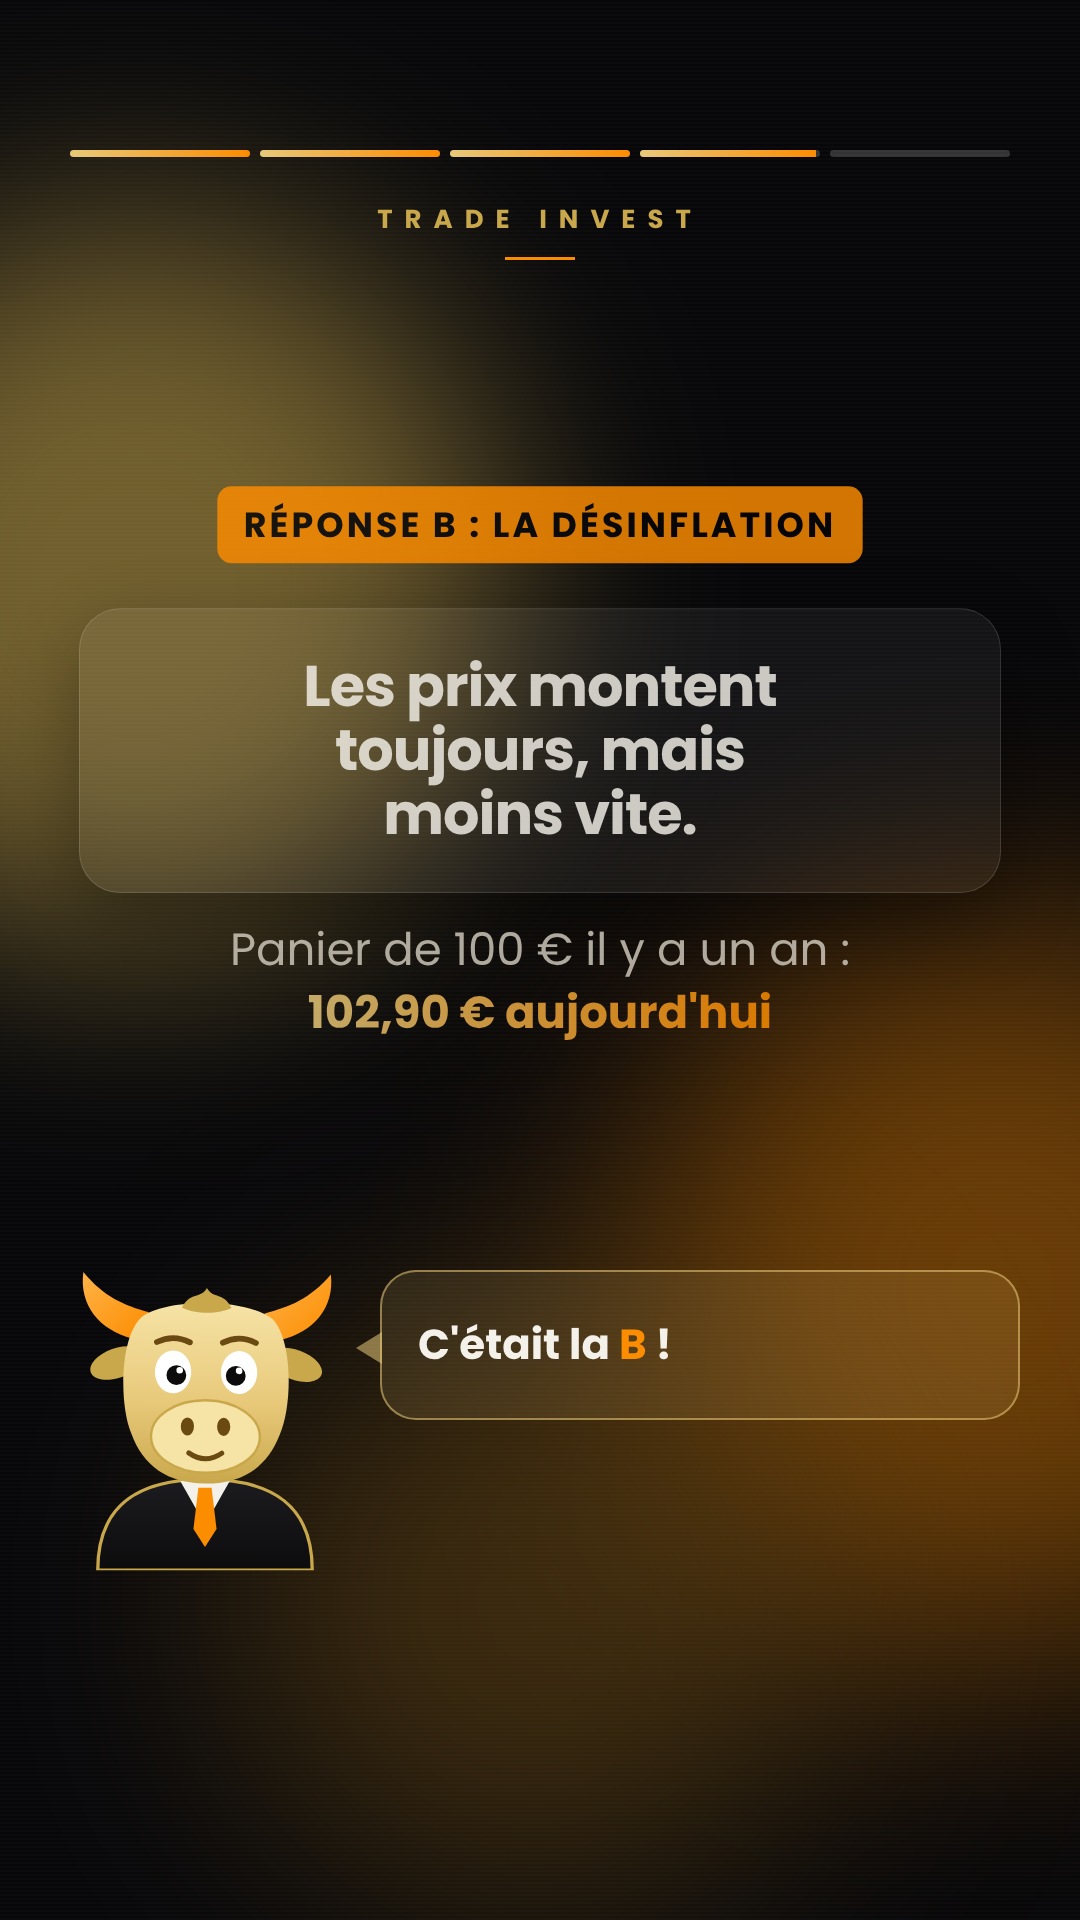 TRADE INVEST
RÉPONSE B : LA DÉSINFLATION
Les prix montent
toujours, mais
moins vite.
Panier de 100 € il y a un an :
102,90 € aujourd'hui
C'était la B !